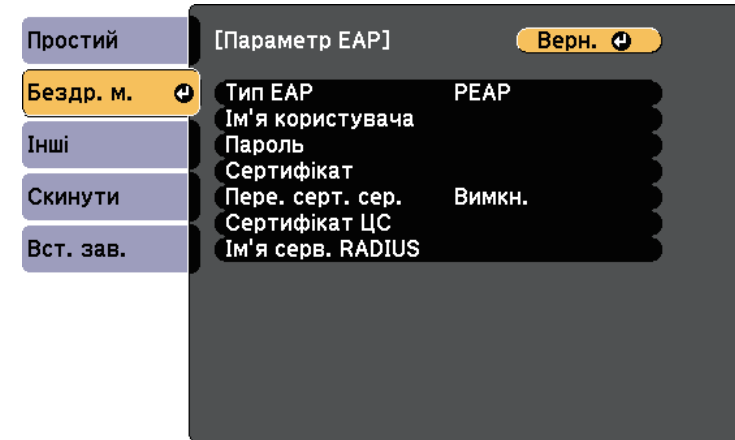 Простий
Бездр. м.
Інші
Скинути
Вст. зав.
[Параметр EAP]
Верн.
Тип EAP PEAP
Ім'я користувача
Пароль
Сертифікат
Пере. серт. сер. Вимкн.
Сертифікат ЦС
Ім'я серв. RADIUS